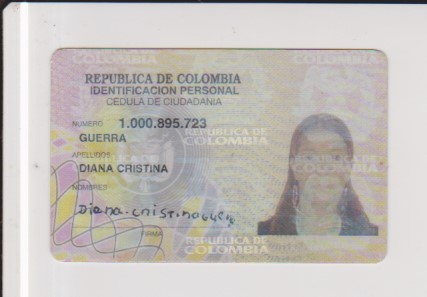 REPUBLICA DE COLOMBIA
IDENTIFICACION PERSONAL
CEDULA DE CIUDADANIA
NUMERO 1.000.895.723
GUERRA
APELLIDOS
DIANA CRISTINA
NOMBRES
Diana cristina
FIRMA
COLOMBIA
REPUBLICA DE
COLOMBIA
COLOMBIA
REPUBLICA DE
COLOMBIA